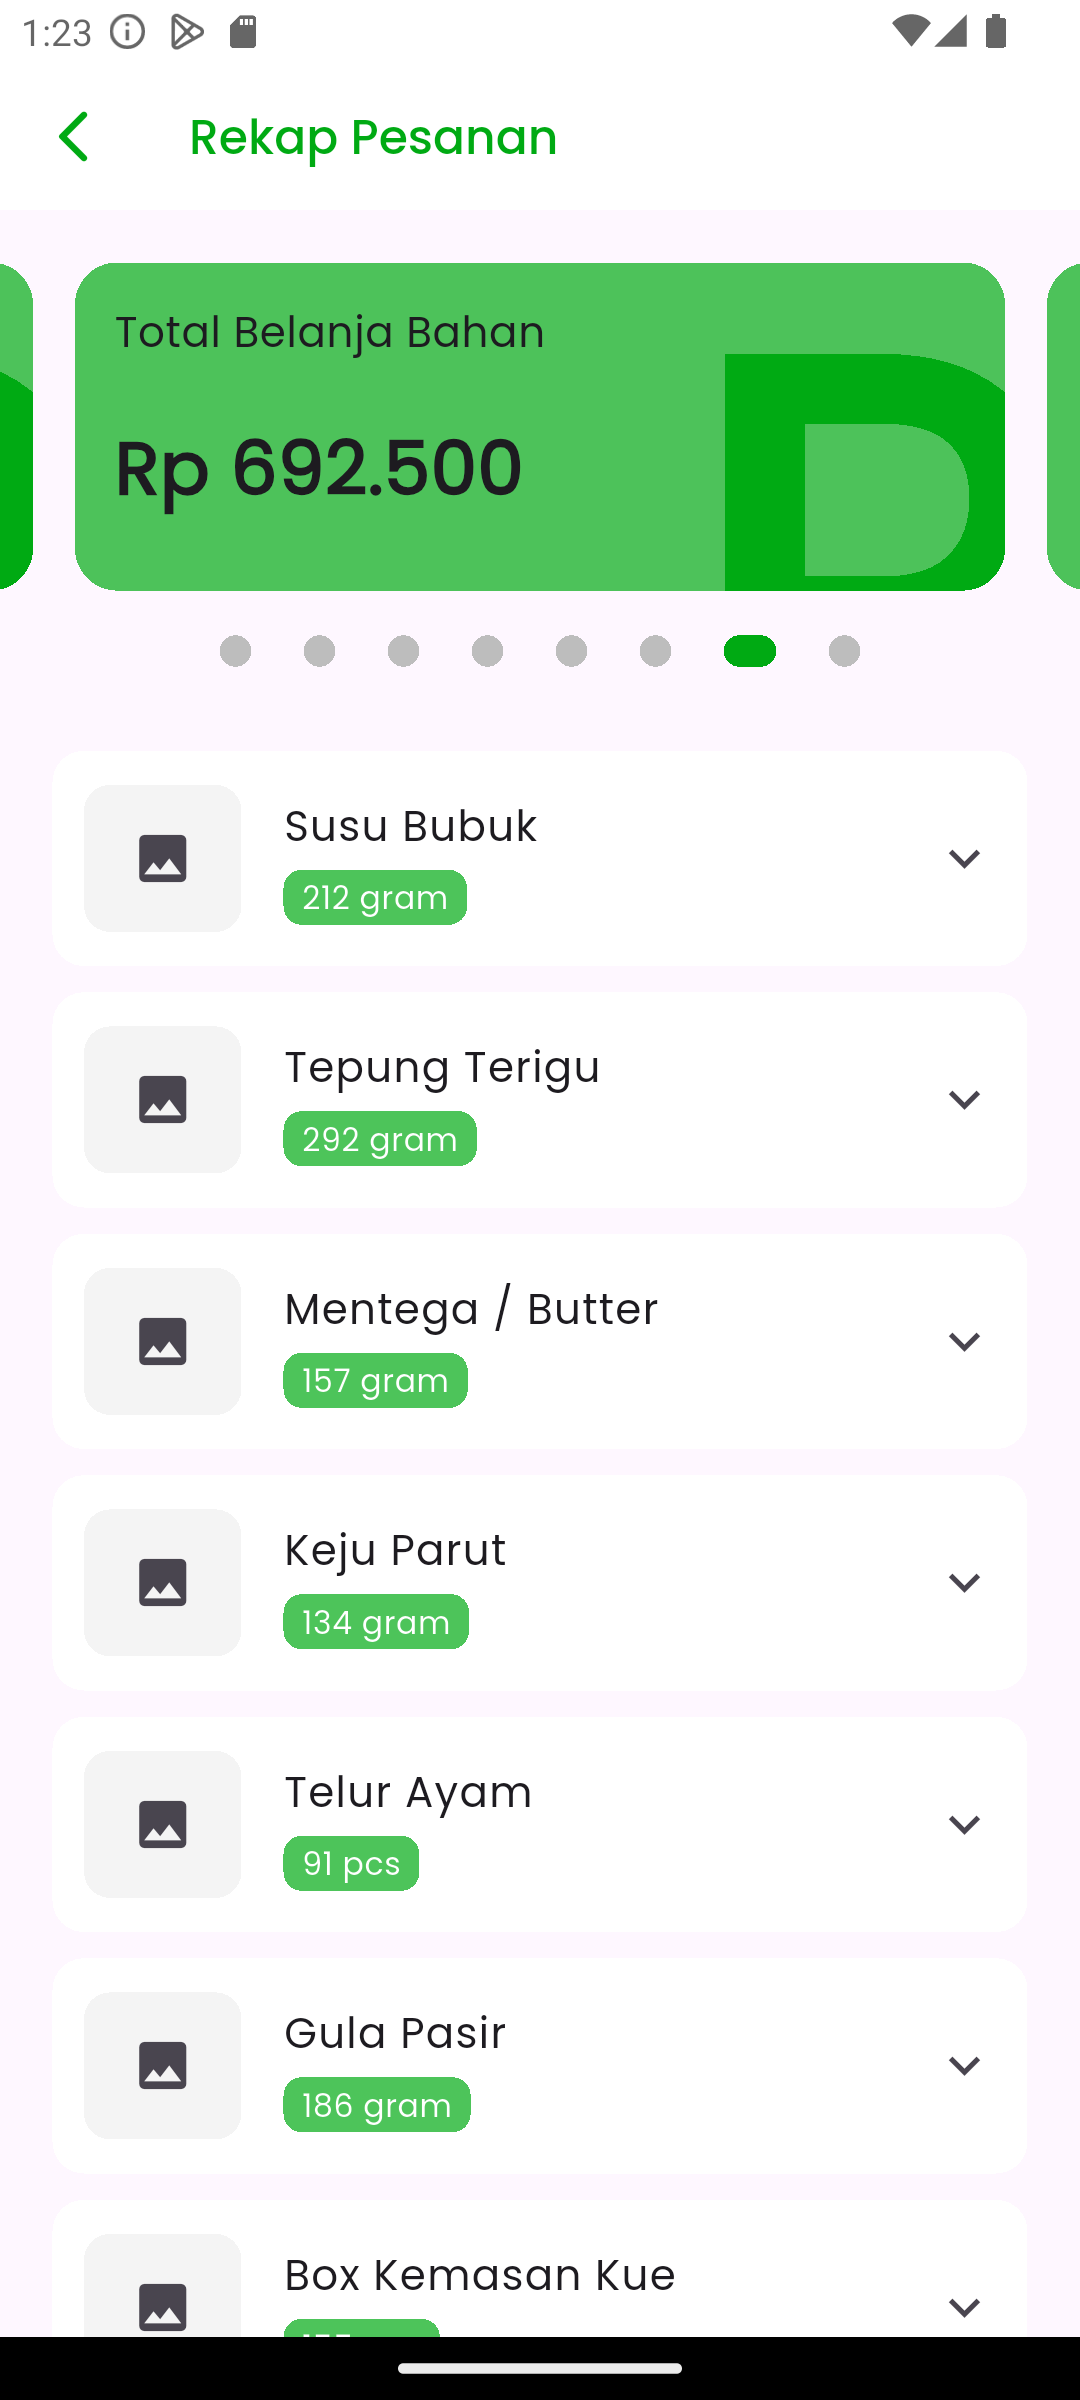 1:23
Rekap Pesanan
Total Belanja Bahan
Rp 692.500
Susu Bubuk
212 gram
Tepung Terigu
292 gram
Mentega / Butter
157 gram
Keju Parut
134 gram
Telur Ayam
91 pcs
Gula Pasir
186 gram
Box Kemasan Kue